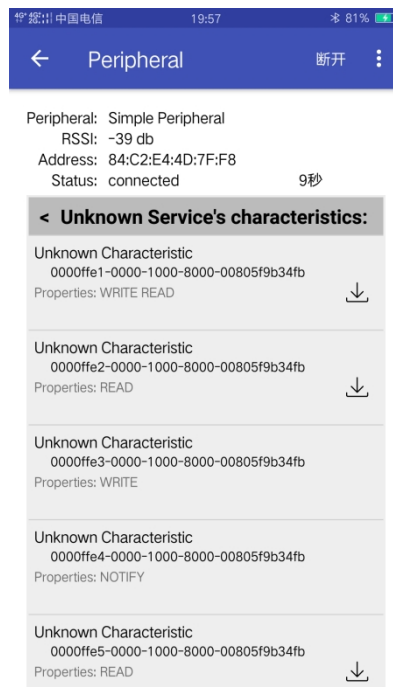 中国电信 19:57 81%
Peripheral 断开
Peripheral: Simple Peripheral
RSSI: -39 db
Address: 84:C2:E4:4D:7F:F8
Status: connected 9秒
< Unknown Service's characteristics:
Unknown Characteristic
0000ffe1-0000-1000-8000-00805f9b34fb
Properties: WRITE READ
Unknown Characteristic
0000ffe2-0000-1000-8000-00805f9b34fb
Properties: READ
Unknown Characteristic
0000ffe3-0000-1000-8000-00805f9b34fb
Properties: WRITE
Unknown Characteristic
0000ffe4-0000-1000-8000-00805f9b34fb
Properties: NOTIFY
Unknown Characteristic
0000ffe5-0000-1000-8000-00805f9b34fb
Properties: READ